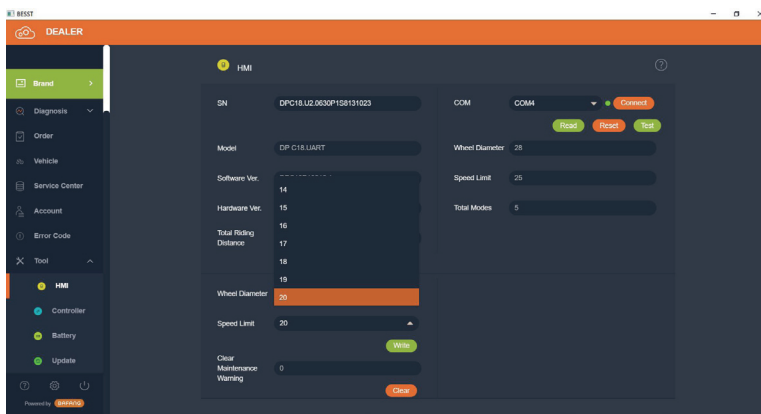 BESST
DEALER
Brand
Diagnosis
Order
Vehicle
Service Center
Account
Error Code
Tool
HMI
Controller
Battery
Update
Powered by BAFANG
HMI
SN DPC18.U2.0630P1S8131023
Model DP C18.UART
Software Ver.
Hardware Ver.
Total Riding
Distance
14
15
16
17
18
19
20
Wheel Diameter
Speed Limit 20
Write
Clear
Maintenance
Warning
0
Clear
COM COM4 Connect
Read Reset Test
Wheel Diameter 28
Speed Limit 25
Total Modes 5